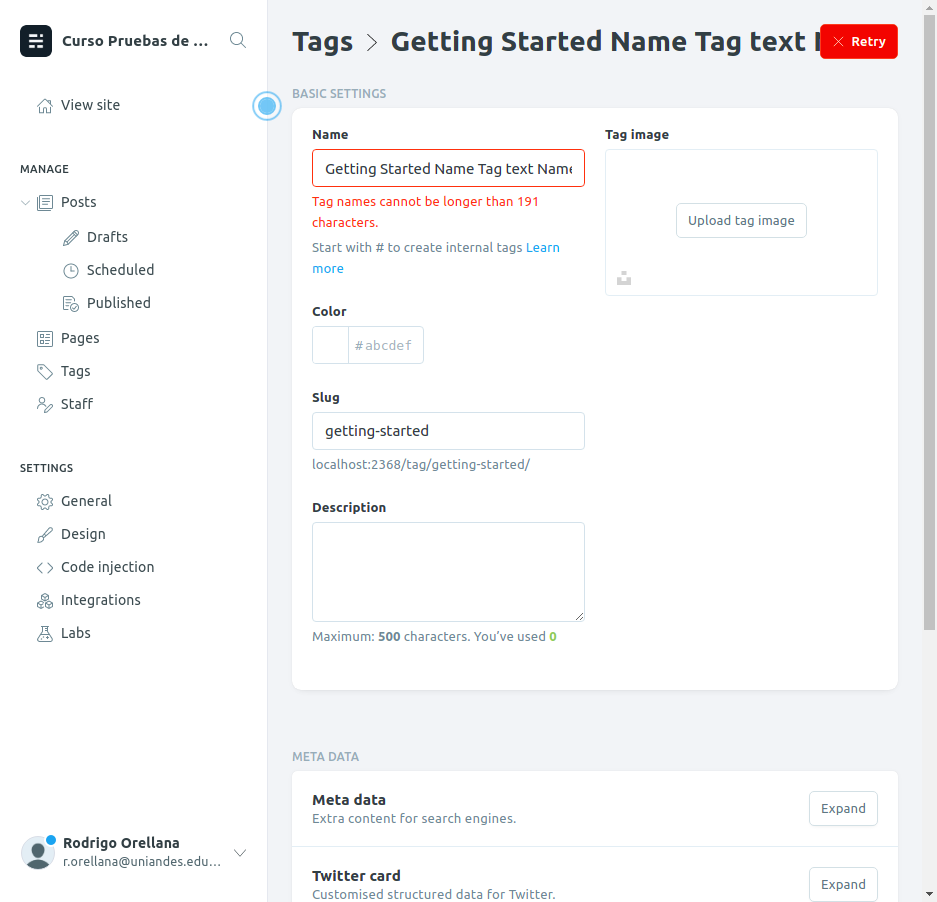 Curso Pruebas de ...
View site
MANAGE
Posts
Drafts
Scheduled
Published
Pages
Tags
Staff
SETTINGS
General
Design
Code injection
Integrations
Labs
Rodrigo Orellana
r.orellana@uniandes.edu...
Tags > Getting Started Name Tag text
Retry
BASIC SETTINGS
Name
Getting Started Name Tag text Name
Tag names cannot be longer than 191
characters.
Start with # to create internal tags Learn
more
Color
#abcdef
Slug
getting-started
localhost:2368/tag/getting-started/
Description
Maximum: 500 characters. You’ve used 0
Tag image
Upload tag image
META DATA
Meta data
Extra content for search engines.
Expand
Twitter card
Customised structured data for Twitter.
Expand